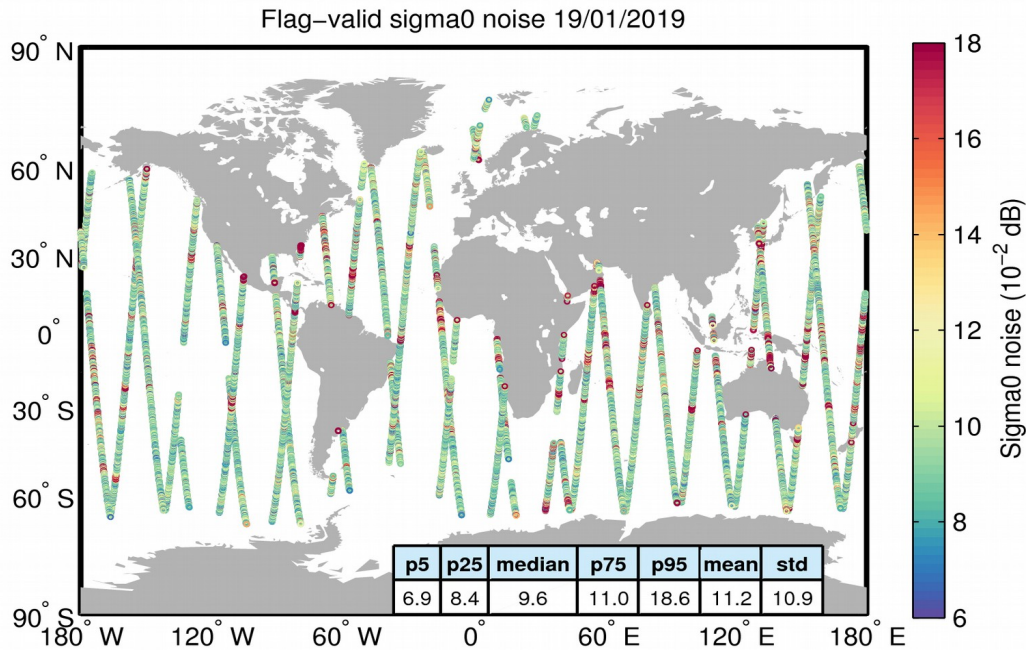 Flag−valid sigma0 noise 19/01/2019
90° N
60° N
30° N
0°
30° S
60° S
90° S
180° W
120° W
60° W
0°
60° E
120° E
180° E
p5 p25 median p75 p95 mean std
6.9 8.4 9.6 11.0 18.6 11.2 10.9
18
16
14
12
10
8
6
Sigma0 noise (10⁻² dB)